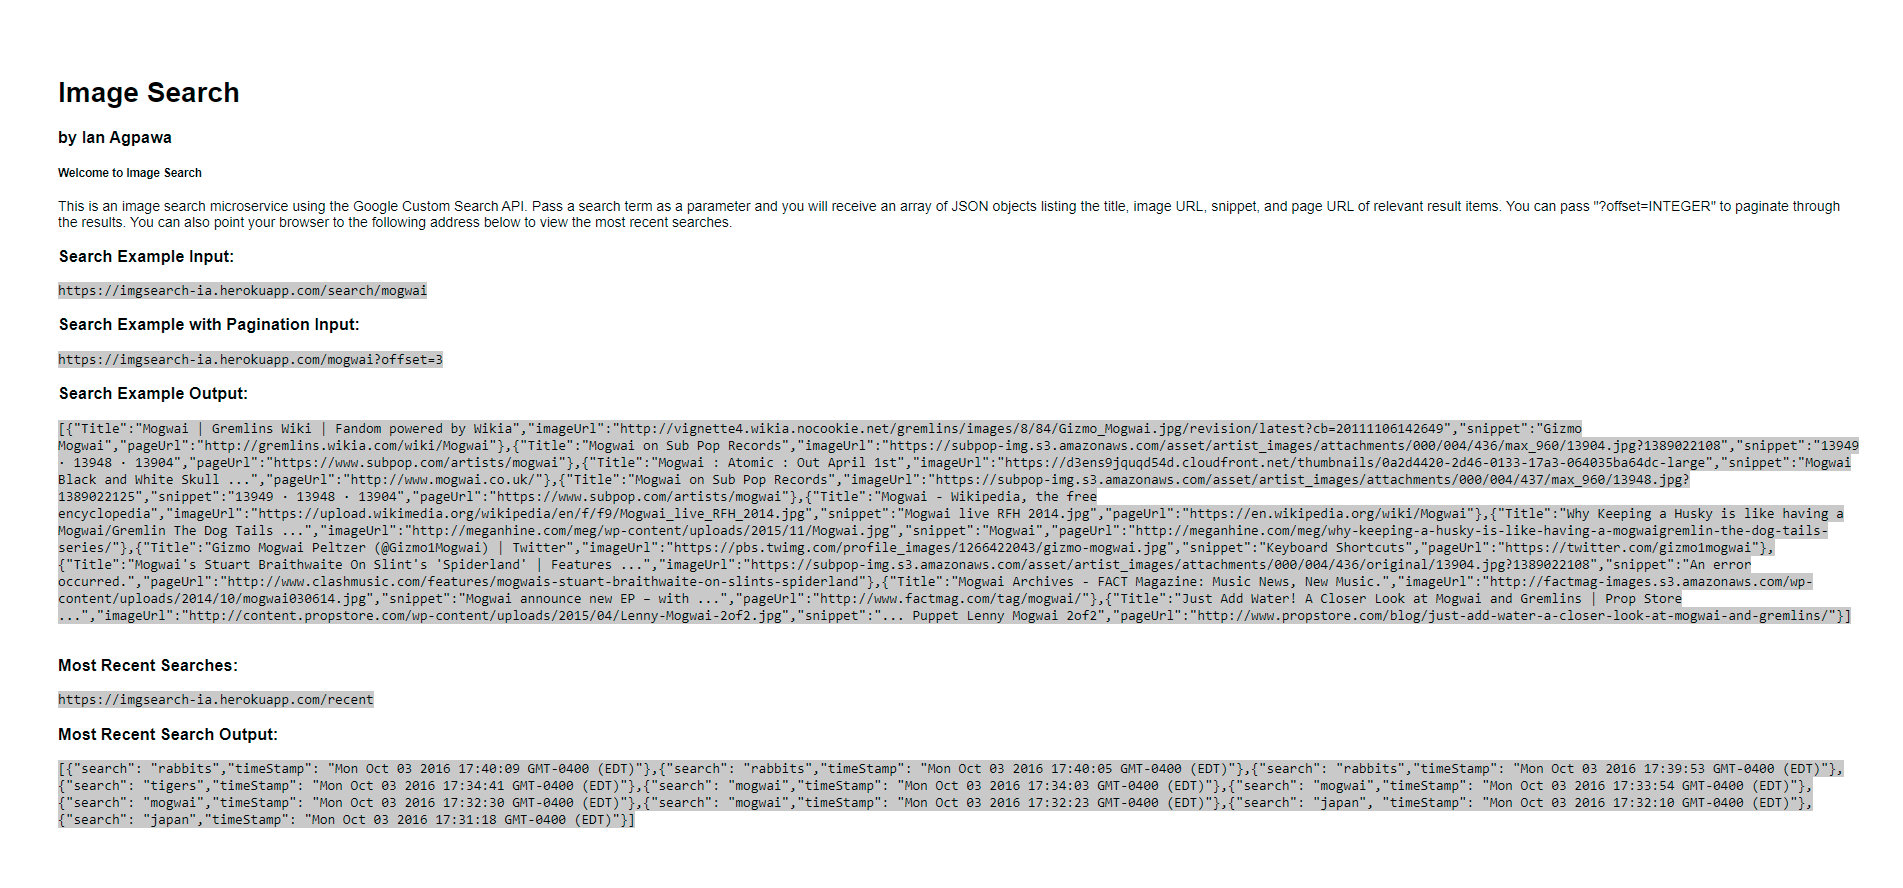 Image Search
by Ian Agpawa
Welcome to Image Search
This is an image search microservice using the Google Custom Search API. Pass a search term as a parameter and you will receive an array of JSON objects listing the title, image URL, snippet, and page URL of relevant result items. You can pass "?offset=INTEGER" to paginate through
the results. You can also point your browser to the following address below to view the most recent searches.
Search Example Input:
https://imgsearch-ia.herokuapp.com/search/mogwai
Search Example with Pagination Input:
https://imgsearch-ia.herokuapp.com/mogwai?offset=3
Search Example Output:
[{"Title":"Mogwai | Gremlins Wiki | Fandom powered by Wikia","imageUrl":"http://vignette4.wikia.nocookie.net/gremlins/images/8/84/Gizmo_Mogwai.jpg/revision/latest?cb=20111106142649","snippet":"Gizmo
Mogwai","pageUrl":"http://gremlins.wikia.com/wiki/Mogwai"},{"Title":"Mogwai on Sub Pop Records","imageUrl":"https://subpop-img.s3.amazonaws.com/asset/artist_images/attachments/000/004/436/max_960/13904.jpg?1389022108","snippet":"13949
· 13948 · 13904","pageUrl":"https://www.subpop.com/artists/mogwai"},{"Title":"Mogwai : Atomic : Out April 1st","imageUrl":"https://d3ens9jquqd54d.cloudfront.net/thumbnails/0a2d4420-2d46-0133-17a3-064035ba64dc-large","snippet":"Mogwai
Black and White Skull ...","pageUrl":"http://www.mogwai.co.uk/"},{"Title":"Mogwai on Sub Pop Records","imageUrl":"https://subpop-img.s3.amazonaws.com/asset/artist_images/attachments/000/004/437/max_960/13948.jpg?
1389022125","snippet":"13949 · 13948 · 13904","pageUrl":"https://www.subpop.com/artists/mogwai"},{"Title":"Mogwai - Wikipedia, the free
encyclopedia","imageUrl":"https://upload.wikimedia.org/wikipedia/en/f/f9/Mogwai_live_RFH_2014.jpg","snippet":"Mogwai live RFH 2014.jpg","pageUrl":"https://en.wikipedia.org/wiki/Mogwai"},{"Title":"Why Keeping a Husky is like having a
Mogwai/Gremlin The Dog Tails ...","imageUrl":"http://meganhine.com/meg/wp-content/uploads/2015/11/Mogwai.jpg","snippet":"Mogwai","pageUrl":"http://meganhine.com/meg/why-keeping-a-husky-is-like-having-a-mogwaigremlin-the-dog-tails-
series/"},{"Title":"Gizmo Mogwai Peltzer (@Gizmo1Mogwai) | Twitter","imageUrl":"https://pbs.twimg.com/profile_images/1266422043/gizmo-mogwai.jpg","snippet":"Keyboard Shortcuts","pageUrl":"https://twitter.com/gizmo1mogwai"},
{"Title":"Mogwai's Stuart Braithwaite On Slint's 'Spiderland' | Features ...","imageUrl":"https://subpop-img.s3.amazonaws.com/asset/artist_images/attachments/000/004/436/original/13904.jpg?1389022108","snippet":"An error
occurred.","pageUrl":"http://www.clashmusic.com/features/mogwais-stuart-braithwaite-on-slints-spiderland"},{"Title":"Mogwai Archives - FACT Magazine: Music News, New Music.","imageUrl":"http://factmag-images.s3.amazonaws.com/wp-
content/uploads/2014/10/mogwai030614.jpg","snippet":"Mogwai announce new EP – with ...","pageUrl":"http://www.factmag.com/tag/mogwai/"},{"Title":"Just Add Water! A Closer Look at Mogwai and Gremlins | Prop Store
...","imageUrl":"http://content.propstore.com/wp-content/uploads/2015/04/Lenny-Mogwai-2of2.jpg","snippet":"... Puppet Lenny Mogwai 2of2","pageUrl":"http://www.propstore.com/blog/just-add-water-a-closer-look-at-mogwai-and-gremlins/"}]
Most Recent Searches:
https://imgsearch-ia.herokuapp.com/recent
Most Recent Search Output:
[{"search": "rabbits","timeStamp": "Mon Oct 03 2016 17:40:09 GMT-0400 (EDT)"},{"search": "rabbits","timeStamp": "Mon Oct 03 2016 17:40:05 GMT-0400 (EDT)"},{"search": "rabbits","timeStamp": "Mon Oct 03 2016 17:39:53 GMT-0400 (EDT)"},
{"search": "tigers","timeStamp": "Mon Oct 03 2016 17:34:41 GMT-0400 (EDT)"},{"search": "mogwai","timeStamp": "Mon Oct 03 2016 17:34:03 GMT-0400 (EDT)"},{"search": "mogwai","timeStamp": "Mon Oct 03 2016 17:33:54 GMT-0400 (EDT)"},
{"search": "mogwai","timeStamp": "Mon Oct 03 2016 17:32:30 GMT-0400 (EDT)"},{"search": "mogwai","timeStamp": "Mon Oct 03 2016 17:32:23 GMT-0400 (EDT)"},{"search": "japan", "timeStamp": "Mon Oct 03 2016 17:32:10 GMT-0400 (EDT)"},
{"search": "japan","timeStamp": "Mon Oct 03 2016 17:31:18 GMT-0400 (EDT)"}]